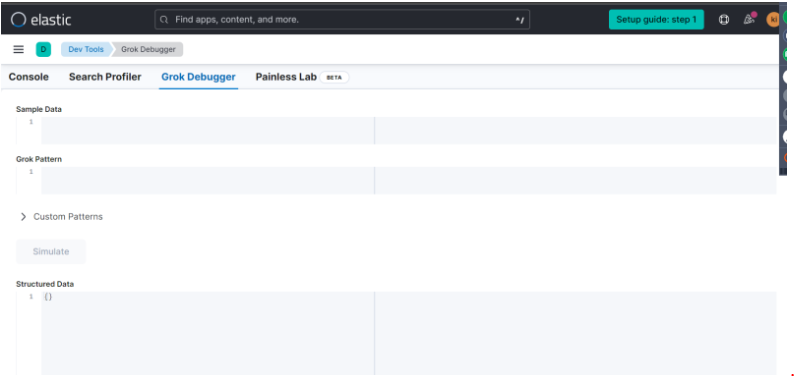 elastic Find apps, content, and more. */ Setup guide: step 1 ki
D Dev Tools Grok Debugger
Console Search Profiler Grok Debugger Painless Lab BETA
Sample Data
1
Grok Pattern
1
Custom Patterns
Simulate
Structured Data
1 {}